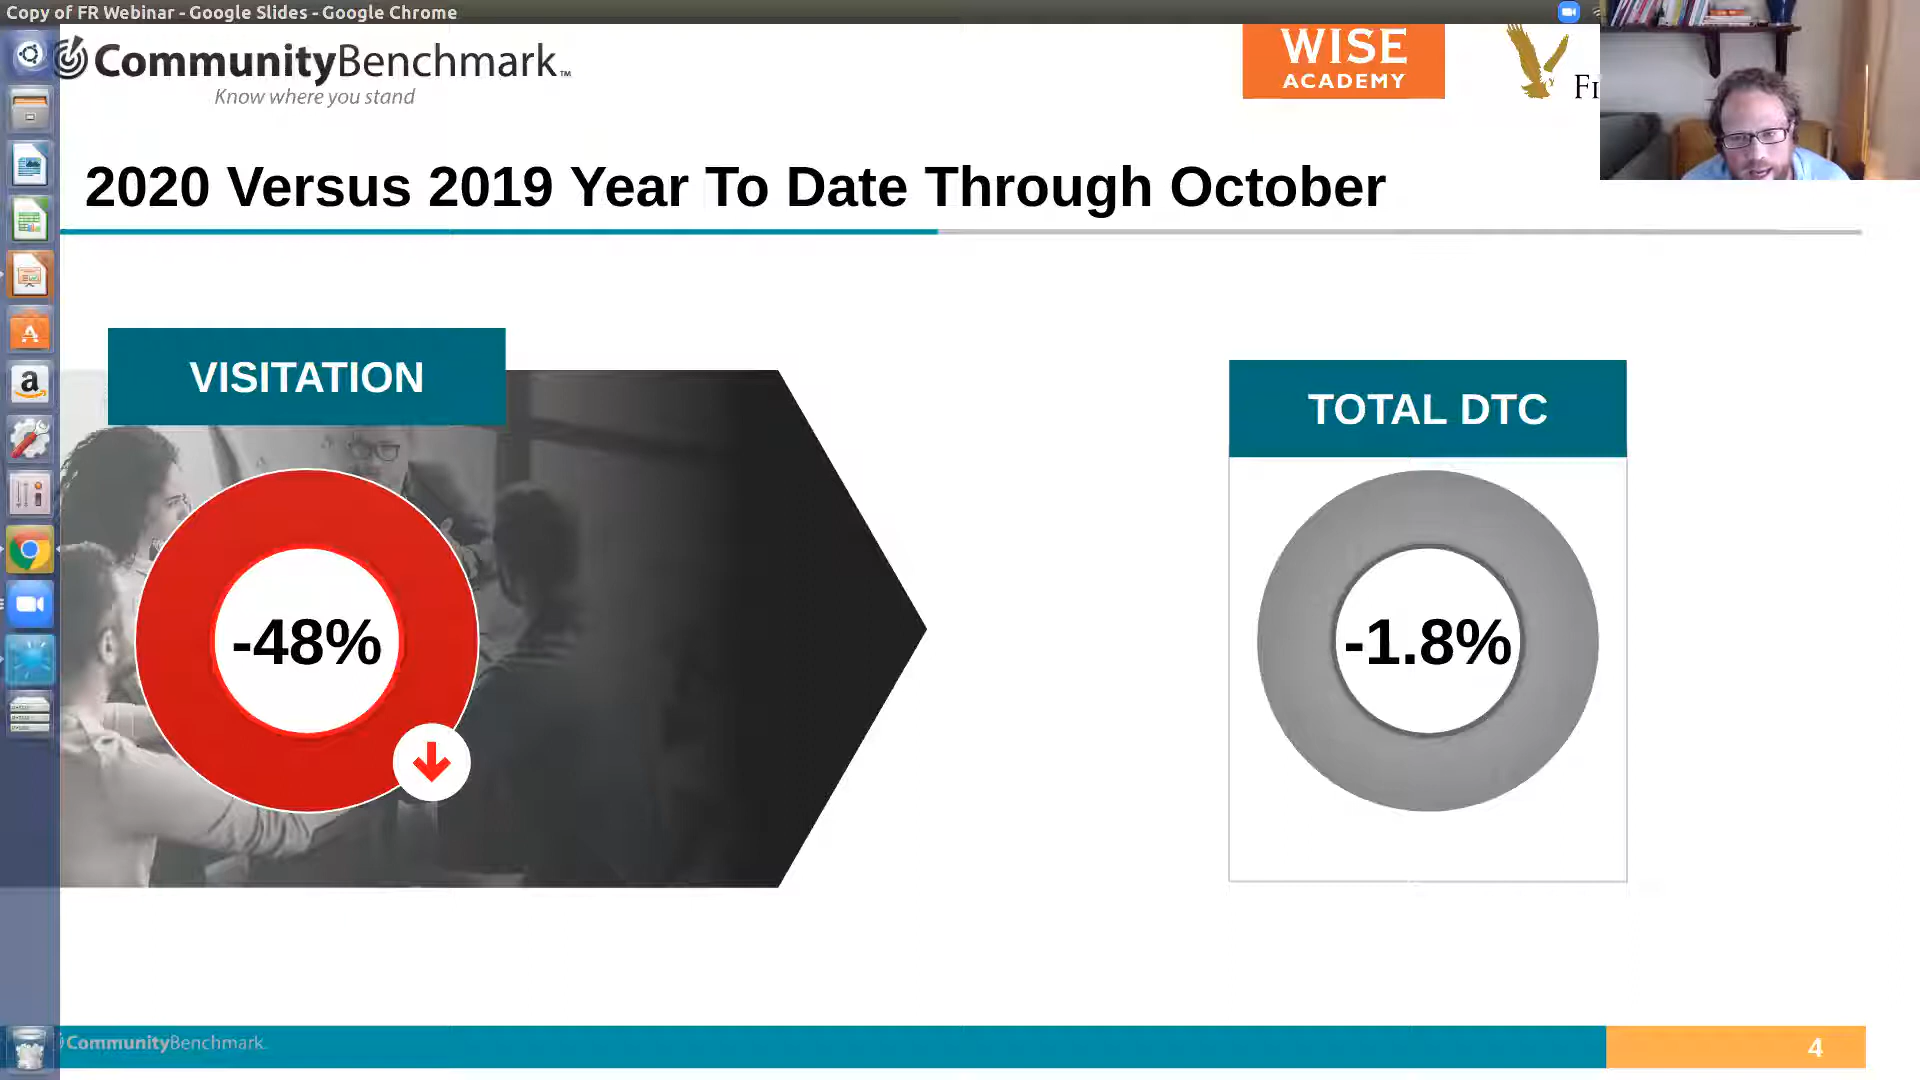 Copy of FR Webinar - Google Slides - Google Chrome
CommunityBenchmark™
Know where you stand
WISE
ACADEMY
2020 Versus 2019 Year To Date Through October
VISITATION
TOTAL DTC
-48%
-1.8%
CommunityBenchmark
4